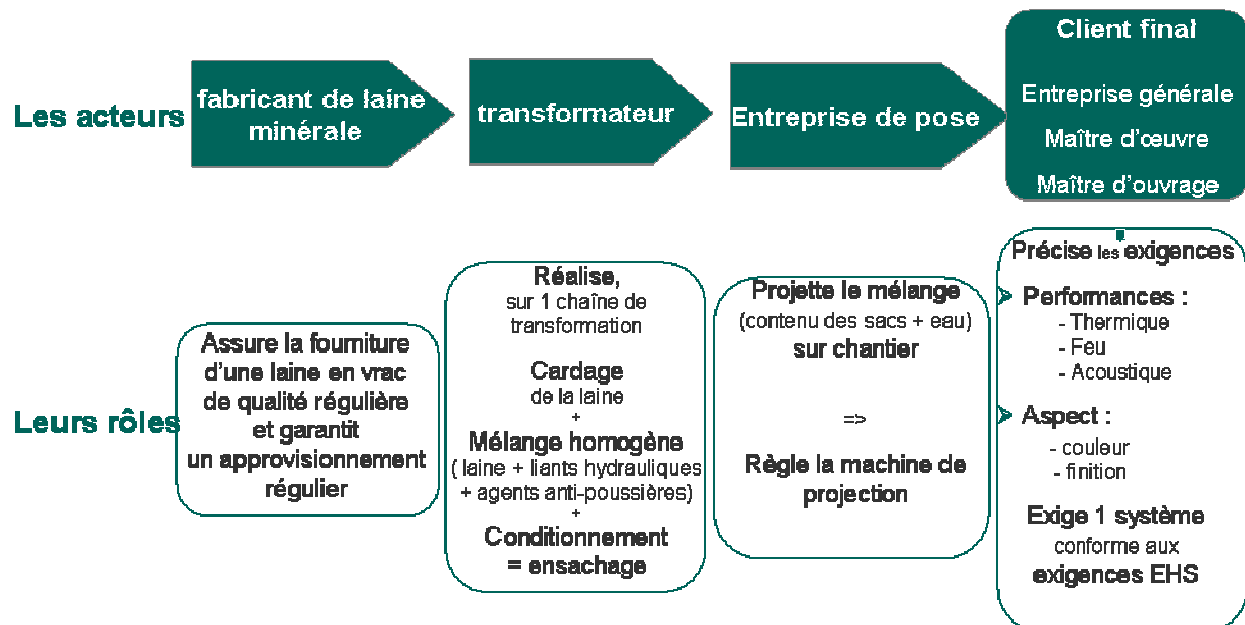 Les acteurs
fabricant de laine
minérale
transformateur
Entreprise de pose
Client final
Entreprise générale
Maître d'œuvre
Maître d'ouvrage
Leurs rôles
Assure la fourniture
d'une laine en vrac
de qualité régulière
et garantit
un approvisionnement
régulier
Réalise,
sur 1 chaîne de
transformation
Cardage
de la laine
+
Mélange homogène
( laine + liants hydrauliques
+ agents anti-poussières)
+
Conditionnement
= ensachage
Projette le mélange
(contenu des sacs + eau)
sur chantier
=>
Règle la machine de
projection
Précise les exigences
Performances :
- Thermique
- Feu
- Acoustique
Aspect :
- couleur
- finition
Exige 1 système
conforme aux
exigences EHS